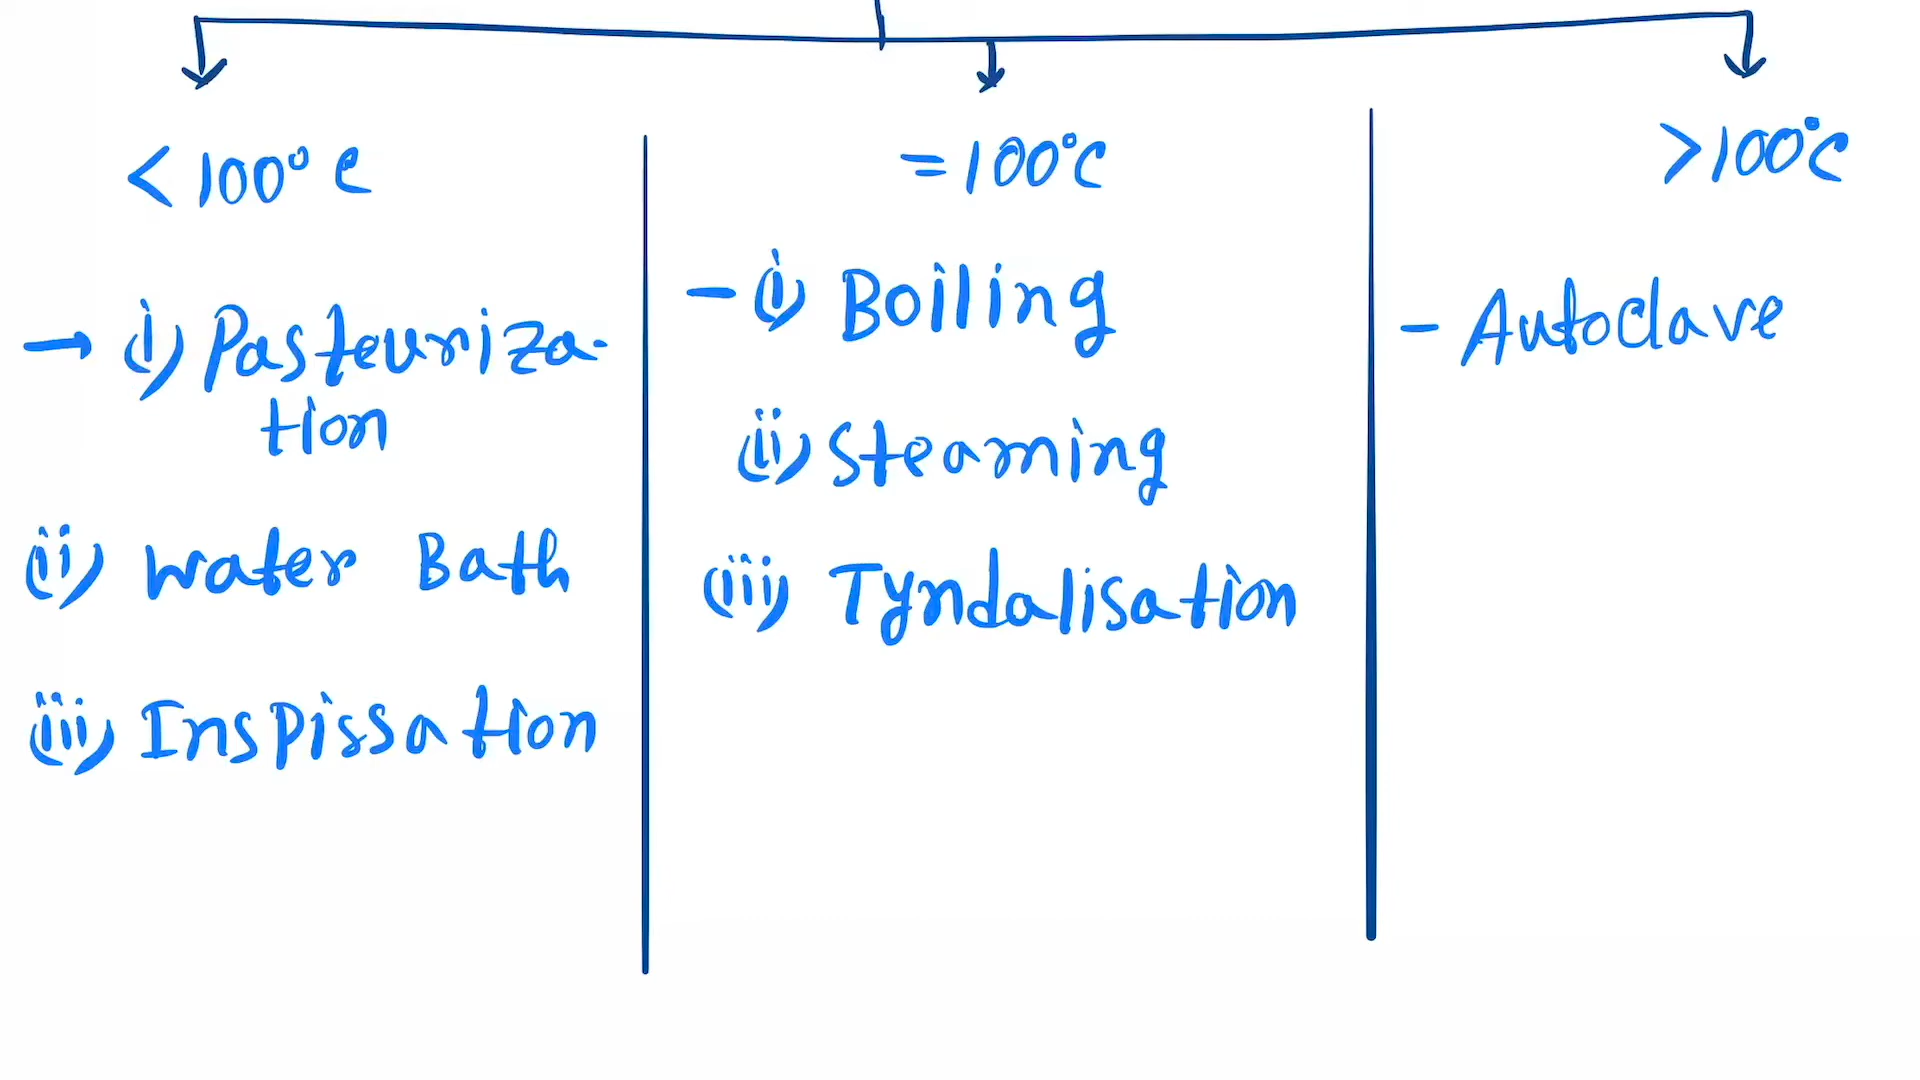 < 100° C
→ i) Pasteuriza-
tion
(ii) Water Bath
(iii) Inspissation
= 100°C
- (i) Boiling
(ii) Steaming
(iii) Tyndalisation
>100°C
- Autoclave